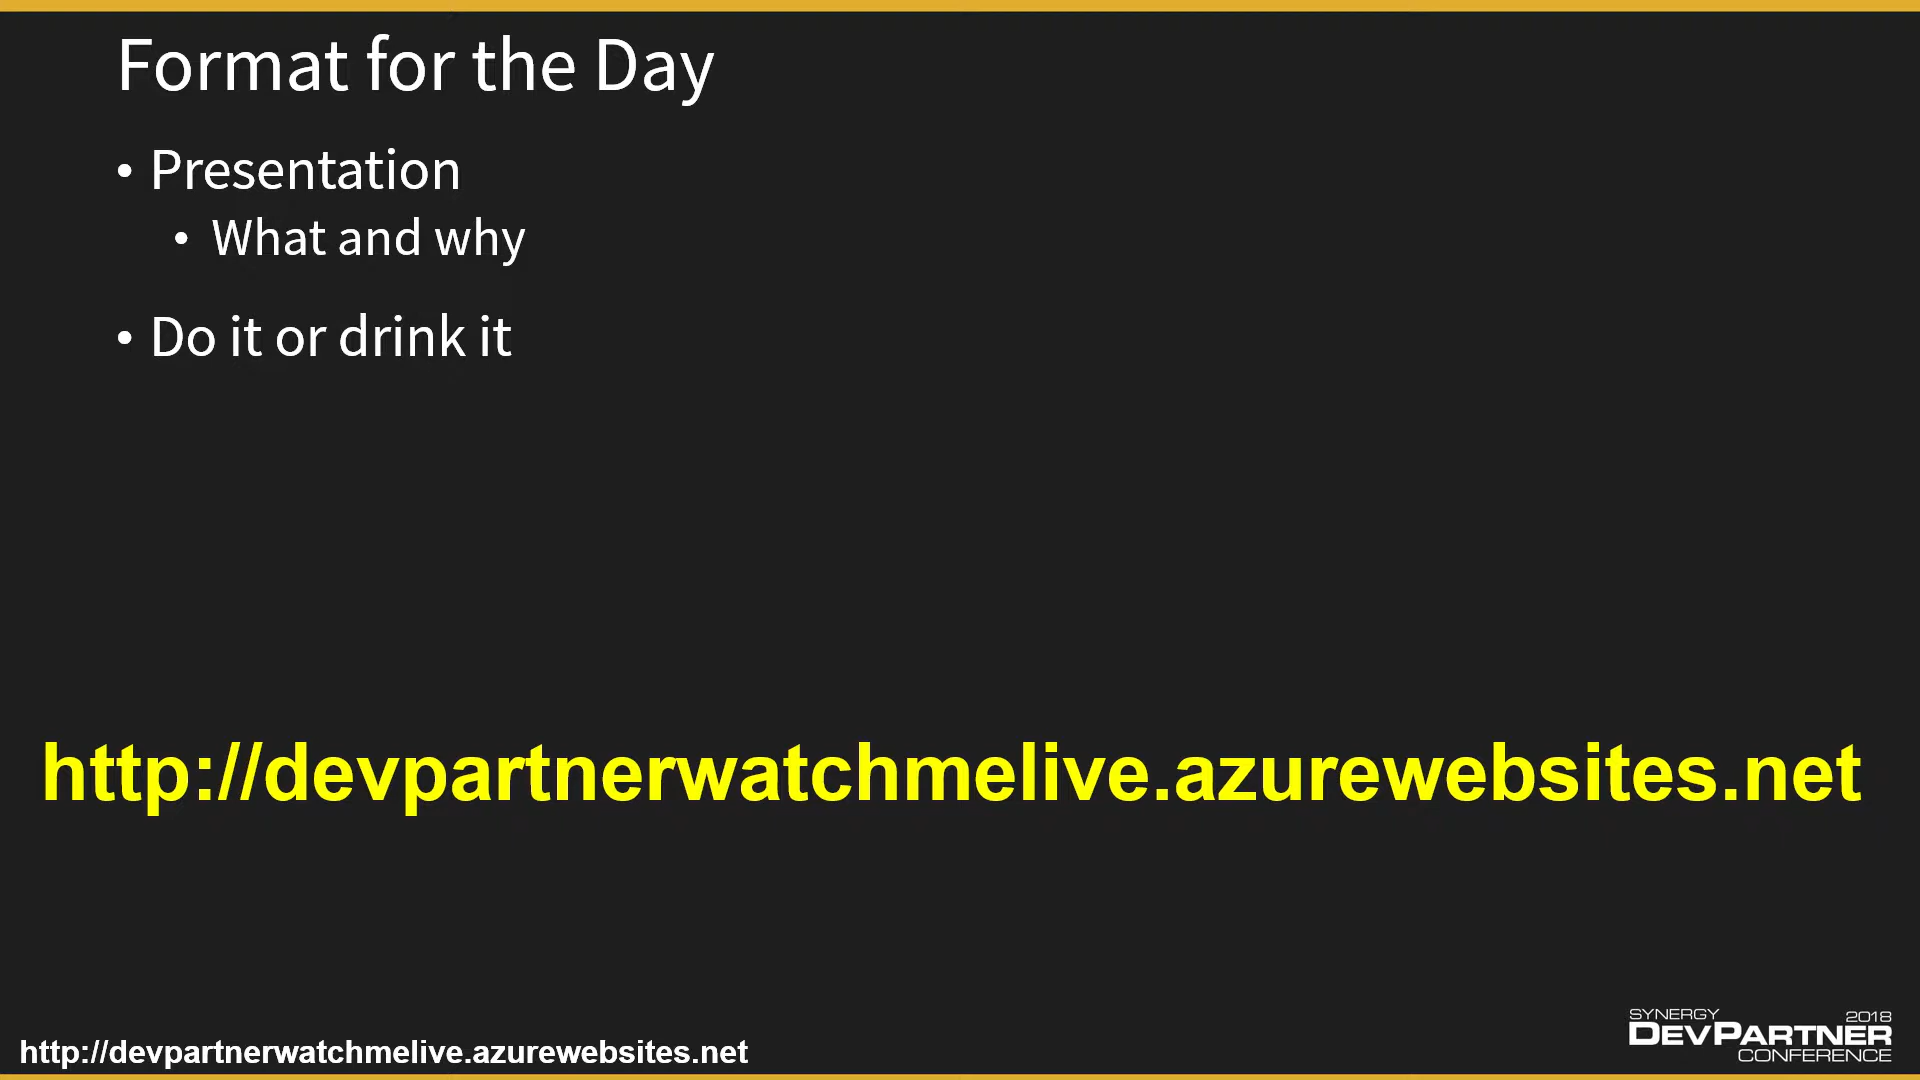 Format for the Day
• Presentation
• What and why
• Do it or drink it
http://devpartnerwatchmelive.azurewebsites.net
http://devpartnerwatchmelive.azurewebsites.net
SYNERGY 2018
DEVPARTNER
CONFERENCE